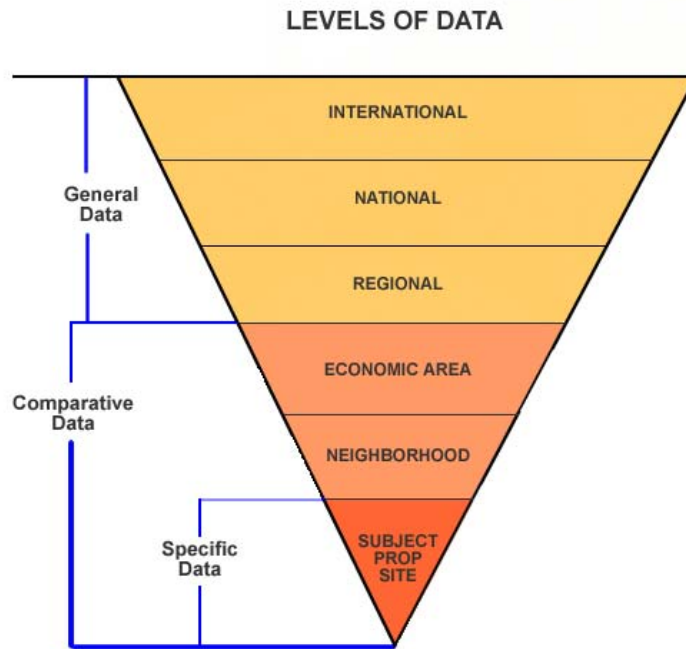 LEVELS OF DATA
INTERNATIONAL
General
Data
NATIONAL
REGIONAL
ECONOMIC AREA
Comparative
Data
NEIGHBORHOOD
Specific
Data
SUBJECT
PROP
SITE